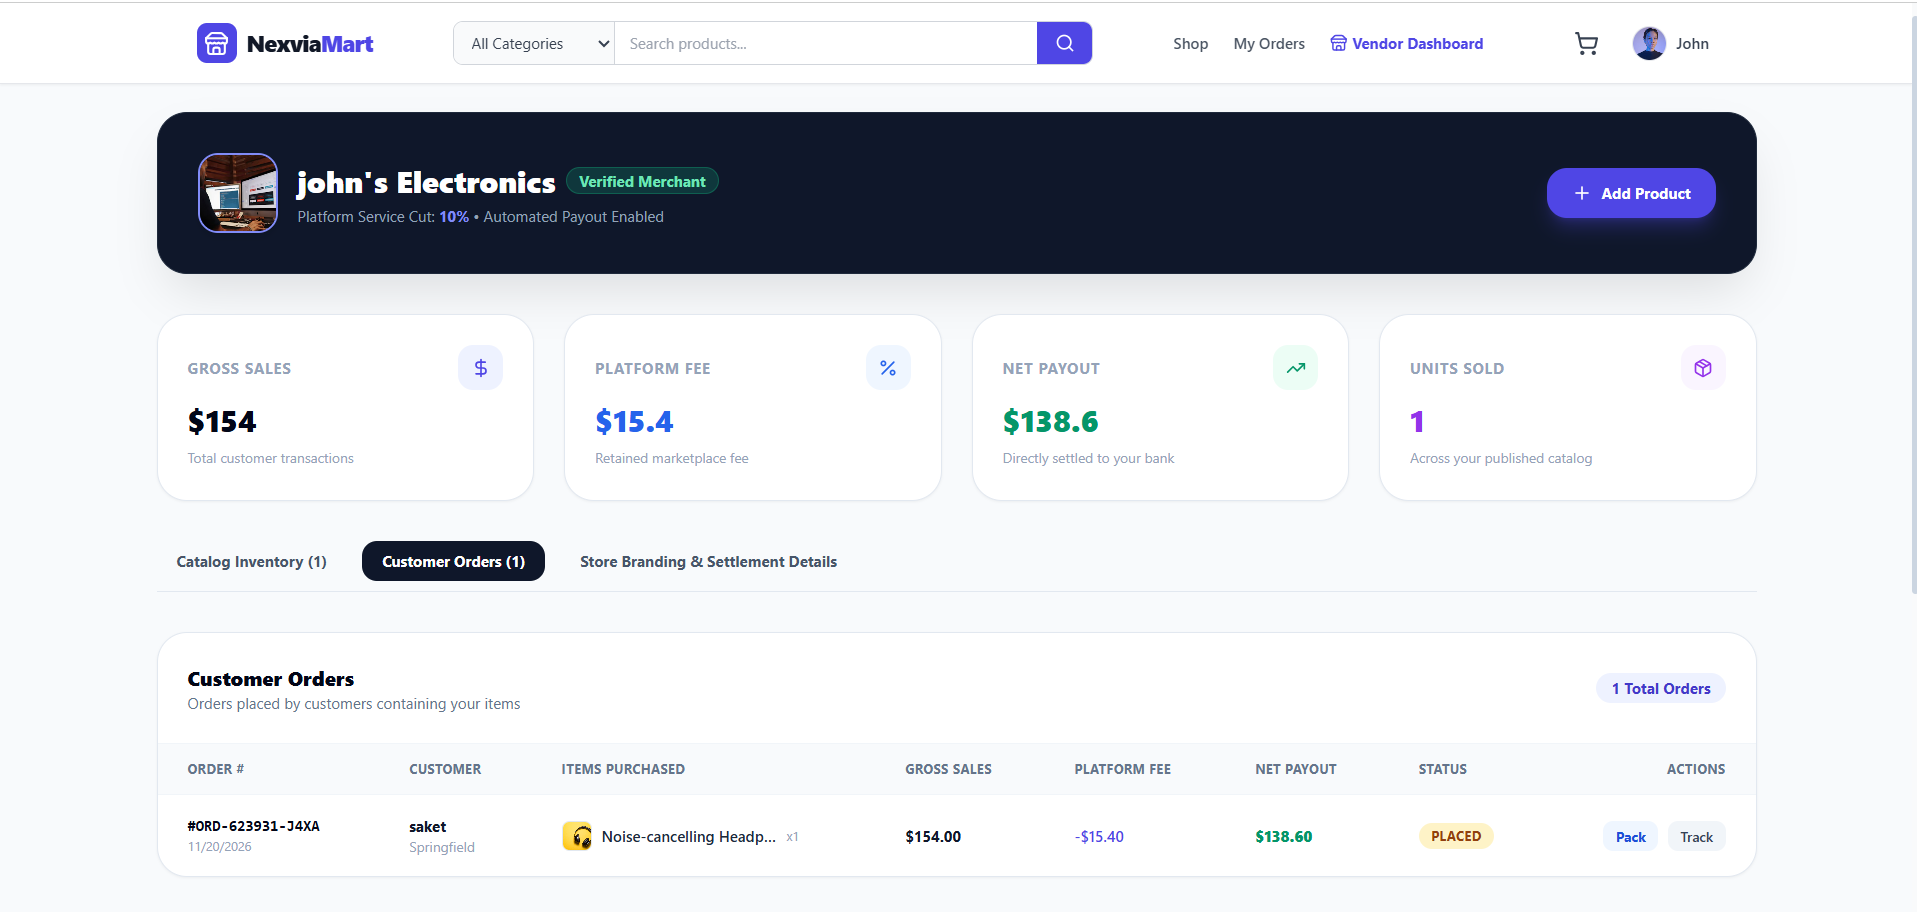 NexviaMart
All Categories
Search products...
Shop
My Orders
Vendor Dashboard
John
john's Electronics
Verified Merchant
Platform Service Cut: 10% • Automated Payout Enabled
Add Product
GROSS SALES
$154
Total customer transactions
PLATFORM FEE
$15.4
Retained marketplace fee
NET PAYOUT
$138.6
Directly settled to your bank
UNITS SOLD
1
Across your published catalog
Catalog Inventory (1)
Customer Orders (1)
Store Branding & Settlement Details
Customer Orders
Orders placed by customers containing your items
1 Total Orders
ORDER # CUSTOMER ITEMS PURCHASED GROSS SALES PLATFORM FEE NET PAYOUT STATUS ACTIONS
#ORD-623931-J4XA
11/20/2026
saket
Springfield
Noise-cancelling Headp... x1
$154.00
-$15.40
$138.60
PLACED
Pack
Track